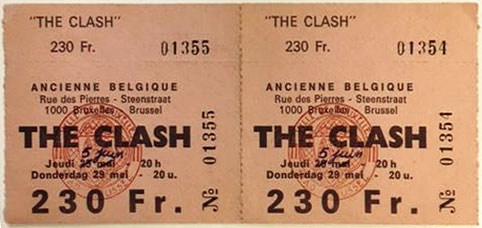 "THE CLASH"
230 Fr. 01355
ANCIENNE BELGIQUE
Rue des Pierres - Steenstraat
1000 Bruxelles - Brussel
THE CLASH
5 juin
Jeudi 29 mai - 20 h
Donderdag 29 mei - 20 u.
230 Fr.
Nº 01355
"THE CLASH"
230 Fr. 01354
ANCIENNE BELGIQUE
Rue des Pierres - Steenstraat
1000 Bruxelles - Brussel
THE CLASH
5 juin
Jeudi 29 mai - 20 h
Donderdag 29 mei - 20 u.
230 Fr.
Nº 01354